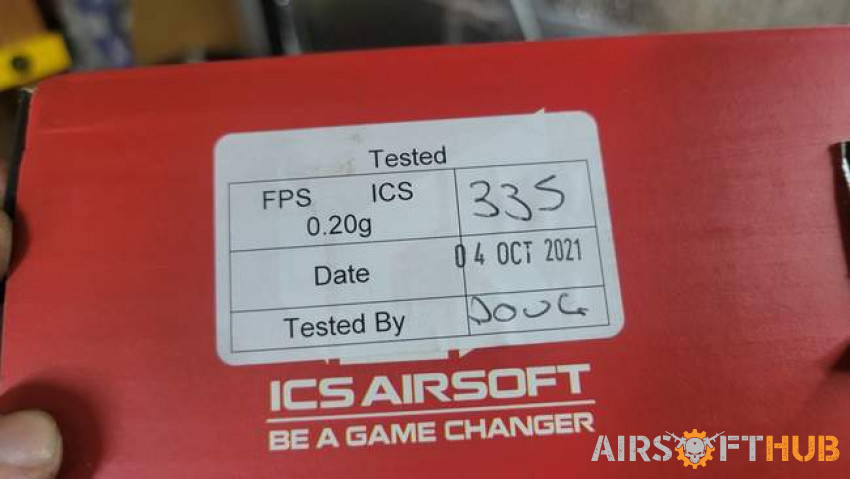 Tested
FPS ICS 335
0.20g
Date 04 OCT 2021
Tested By DOUG
ICS AIRSOFT
BE A GAME CHANGER
AIRSOFTHUB